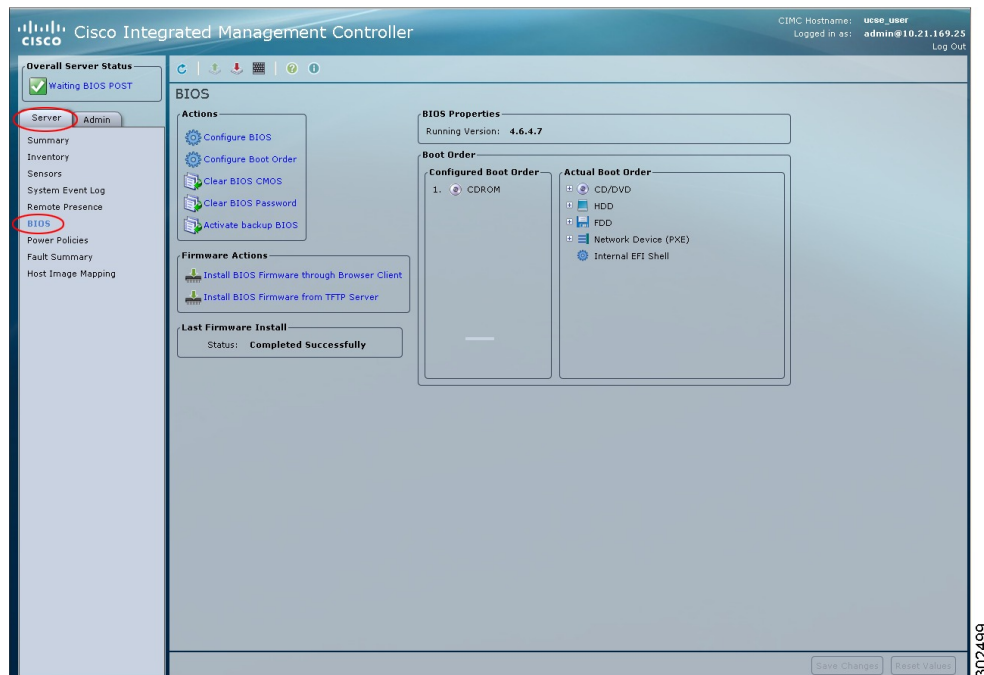 CISCO
Cisco Integrated Management Controller
CIMC Hostname: ucse_user
Logged in as: admin@10.21.169.25
Log Out
Overall Server Status
Waiting BIOS POST
Server
Admin
Summary
Inventory
Sensors
System Event Log
Remote Presence
BIOS
Power Policies
Fault Summary
Host Image Mapping
BIOS
Actions
Configure BIOS
Configure Boot Order
Clear BIOS CMOS
Clear BIOS Password
Activate backup BIOS
Firmware Actions
Install BIOS Firmware through Browser Client
Install BIOS Firmware from TFTP Server
Last Firmware Install
Status: Completed Successfully
BIOS Properties
Running Version: 4.6.4.7
Boot Order
Configured Boot Order
1. CDROM
Actual Boot Order
CD/DVD
HDD
FDD
Network Device (PXE)
Internal EFI Shell
Save Changes
Reset Values
302499